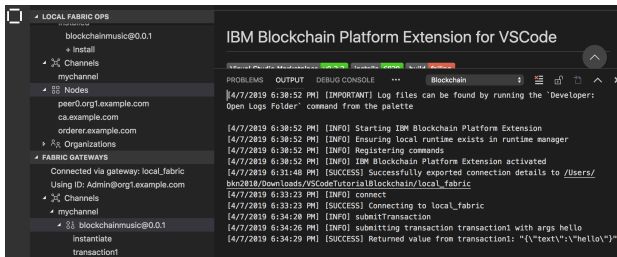 LOCAL FABRIC OPS
blockchainmusic@0.0.1
+ Install
Channels
mychannel
Nodes
peer0.org1.example.com
ca.example.com
orderer.example.com
Organizations
FABRIC GATEWAYS
Connected via gateway: local_fabric
Using ID: Admin@org1.example.com
Channels
mychannel
blockchainmusic@0.0.1
instantiate
transaction1
IBM Blockchain Platform Extension for VSCode
PROBLEMS OUTPUT DEBUG CONSOLE ••• Blockchain
[4/7/2019 6:30:52 PM] [IMPORTANT] Log files can be found by running the `Developer:
Open Logs Folder` command from the palette
[4/7/2019 6:30:52 PM] [INFO] Starting IBM Blockchain Platform Extension
[4/7/2019 6:30:52 PM] [INFO] Ensuring local runtime exists in runtime manager
[4/7/2019 6:30:52 PM] [INFO] Registering commands
[4/7/2019 6:30:52 PM] [INFO] IBM Blockchain Platform Extension activated
[4/7/2019 6:31:48 PM] [SUCCESS] Successfully exported connection details to /Users/
bkn2010/Downloads/VSCodeTutorialBlockchain/local_fabric
[4/7/2019 6:33:23 PM] [INFO] connect
[4/7/2019 6:33:23 PM] [SUCCESS] Connecting to local_fabric
[4/7/2019 6:34:20 PM] [INFO] submitTransaction
[4/7/2019 6:34:26 PM] [INFO] submitting transaction transaction1 with args hello
[4/7/2019 6:34:29 PM] [SUCCESS] Returned value from transaction1: "{\"text\":\"hello\"}"